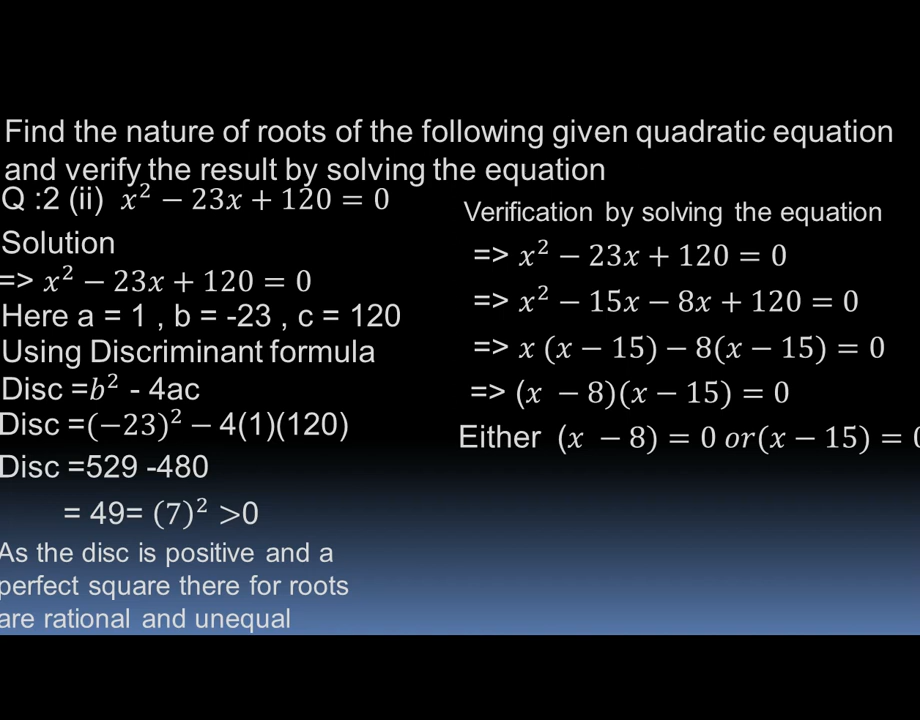 Find the nature of roots of the following given quadratic equation
and verify the result by solving the equation
Q :2 (ii) x² − 23x + 120 = 0
Solution
=> x² − 23x + 120 = 0
Here a = 1 , b = -23 , c = 120
Using Discriminant formula
Disc =b² - 4ac
Disc =(−23)² − 4(1)(120)
Disc =529 -480
= 49= (7)² >0
As the disc is positive and a
perfect square there for roots
are rational and unequal
Verification by solving the equation
=> x² − 23x + 120 = 0
=> x² − 15x − 8x + 120 = 0
=> x (x − 15) − 8(x − 15) = 0
=> (x − 8)(x − 15) = 0
Either (x − 8) = 0 or(x − 15) = 0